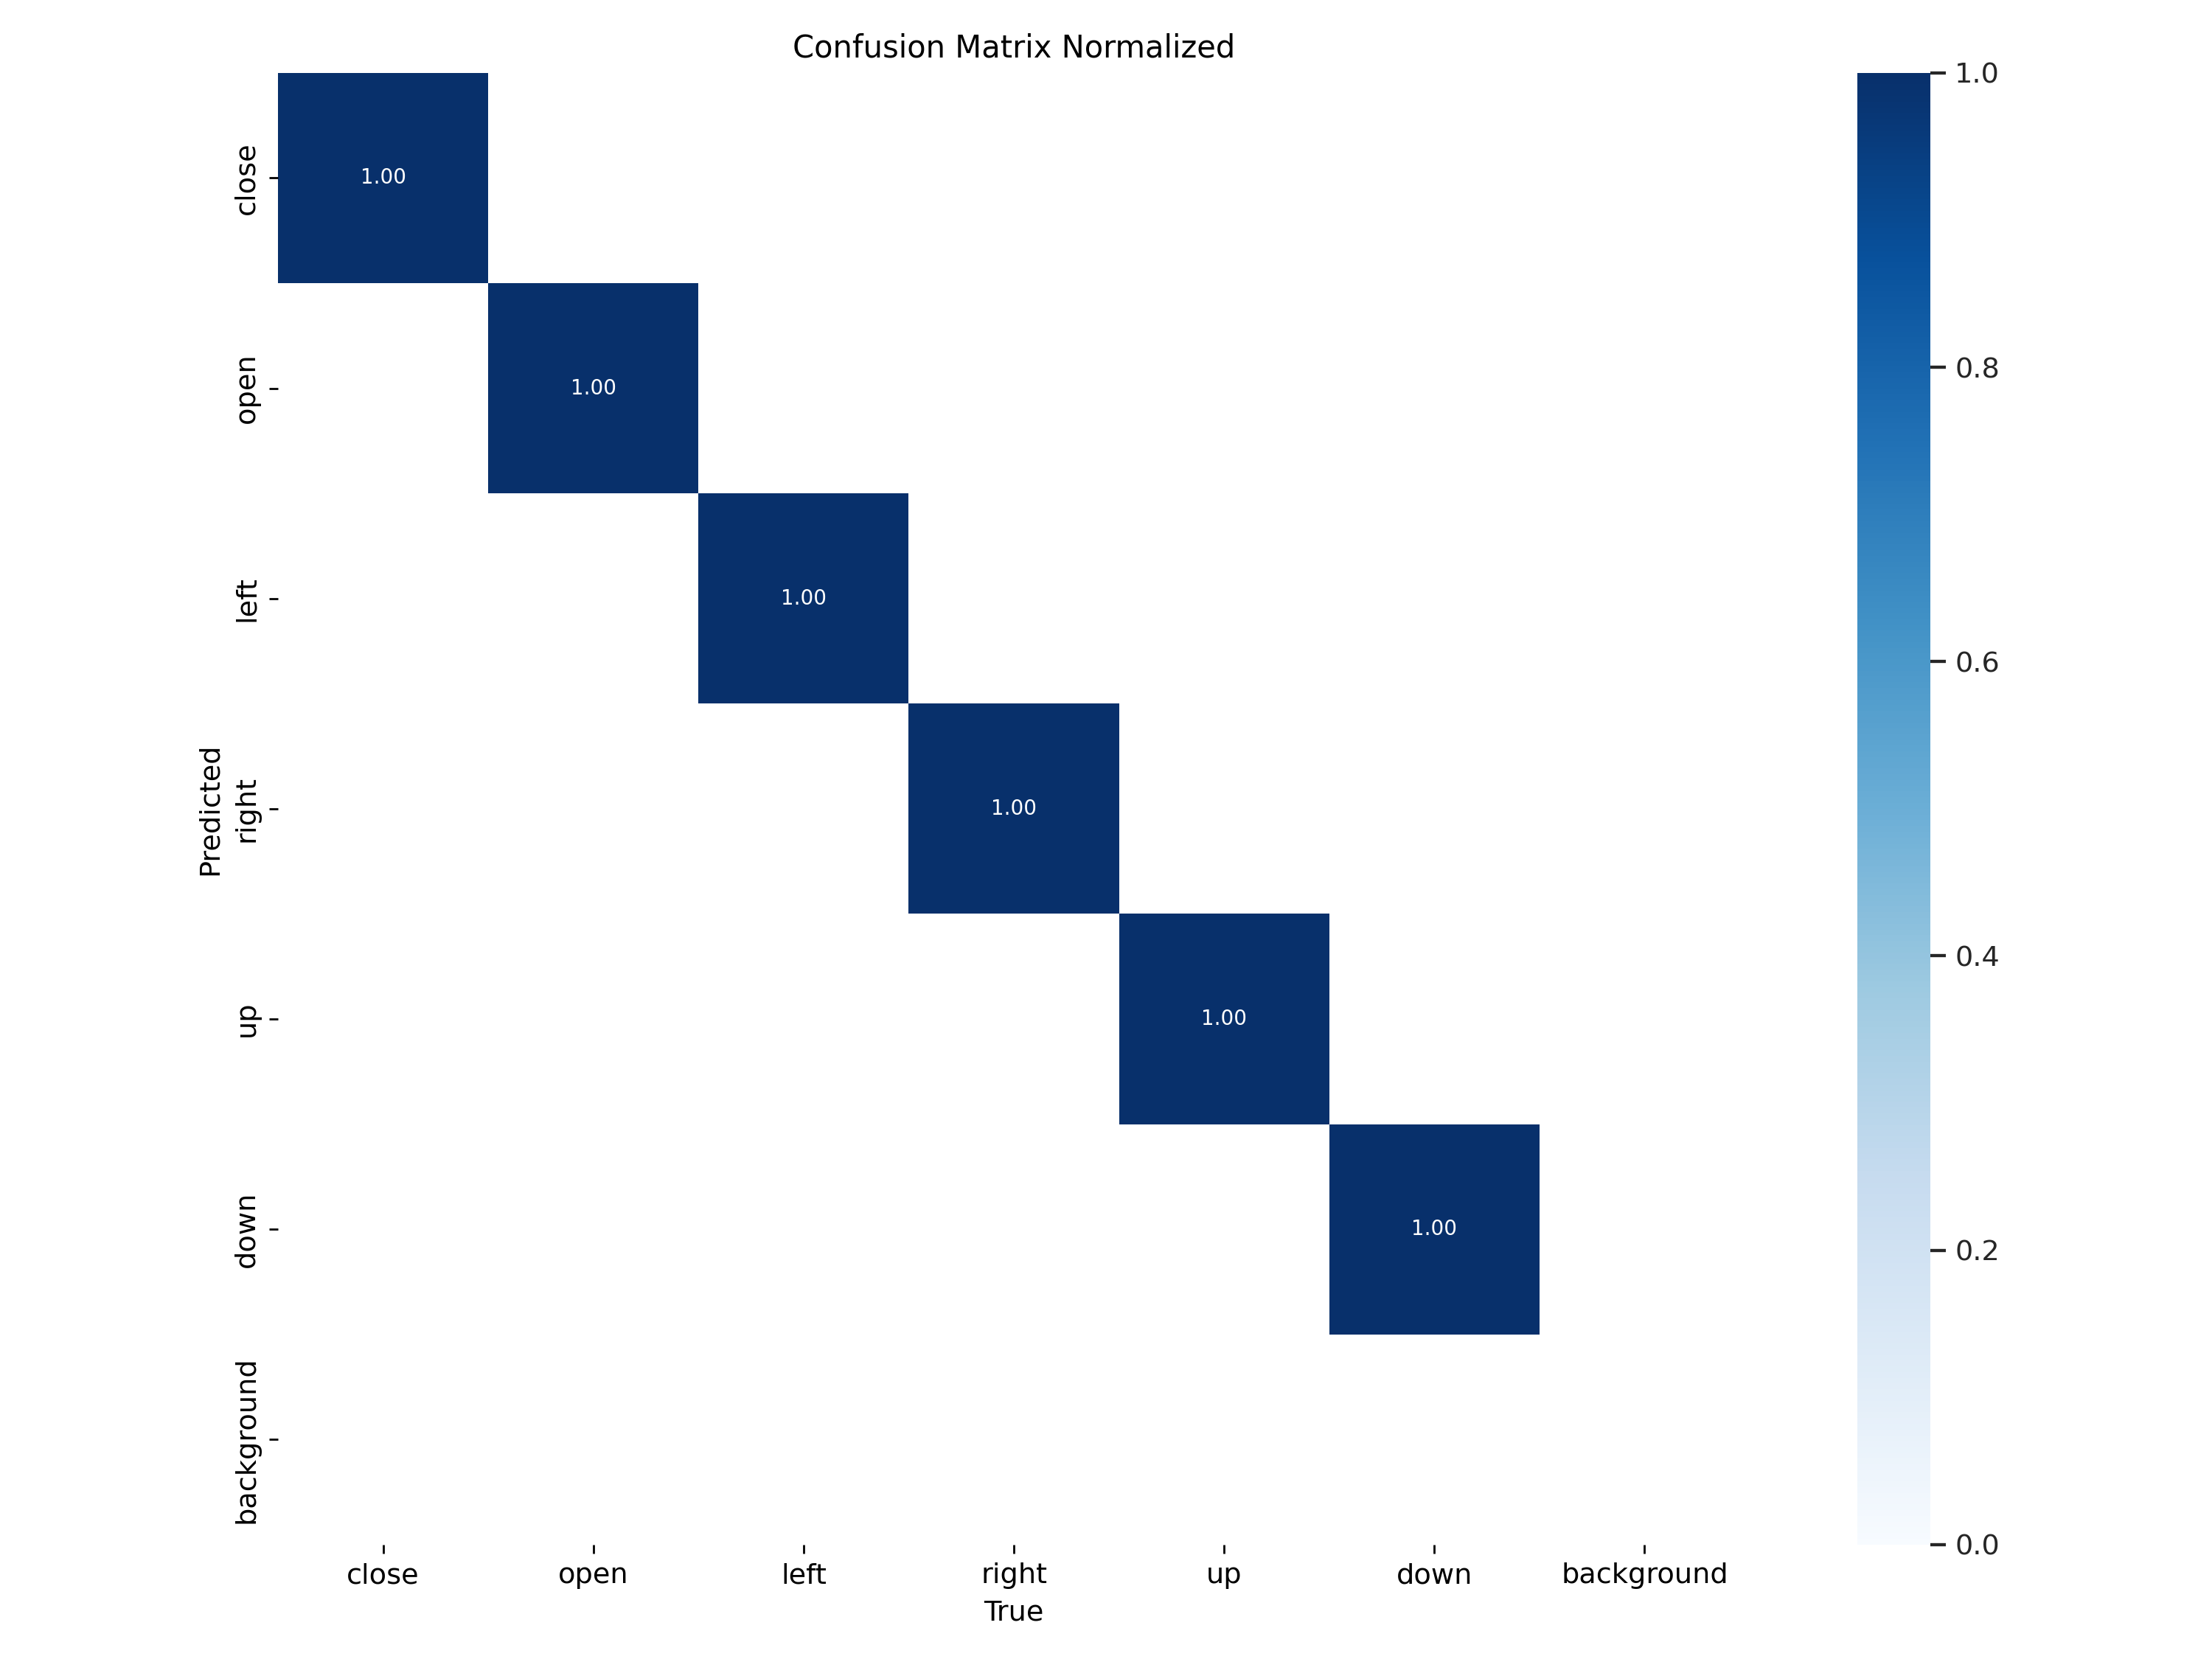 Confusion Matrix Normalized
Predicted
close
open
left
right
up
down
background
1.00
1.00
1.00
1.00
1.00
1.00
close open left right up down background
True
1.0
0.8
0.6
0.4
0.2
0.0